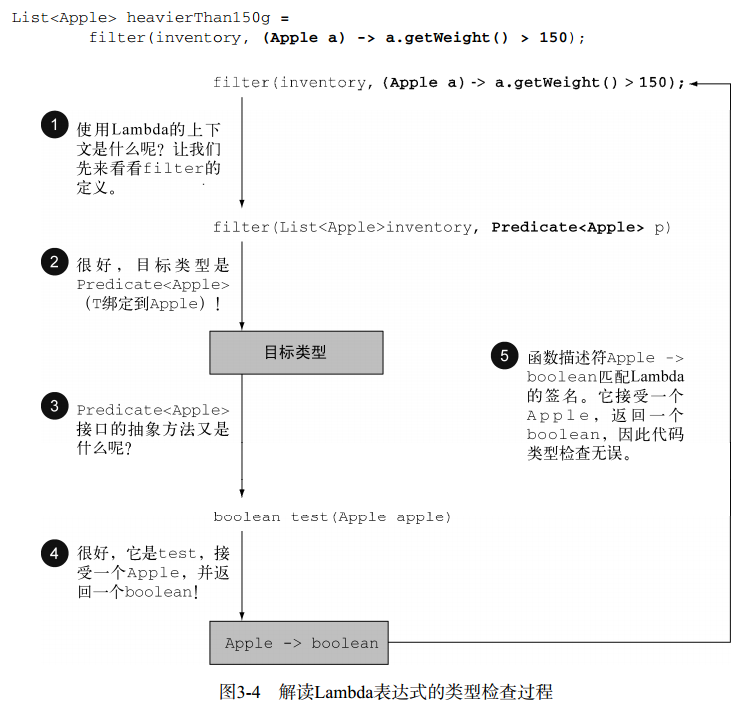 List<Apple> heavierThan150g =
filter(inventory, (Apple a) -> a.getWeight() > 150);
filter(inventory, (Apple a) -> a.getWeight() > 150);
1 使用Lambda的上下
文是什么呢？让我们
先来看看filter的
定义。
filter(List<Apple>inventory, Predicate<Apple> p)
2 很好，目标类型是
Predicate<Apple>
（T绑定到Apple）！
目标类型
3 Predicate<Apple>
接口的抽象方法又是
什么呢？
boolean test(Apple apple)
4 很好，它是test，接
受一个Apple，并返
回一个boolean！
Apple -> boolean
5 函数描述符Apple ->
boolean匹配Lambda
的签名。它接受一个
Apple，返回一个
boolean，因此代码
类型检查无误。
图3-4 解读Lambda表达式的类型检查过程